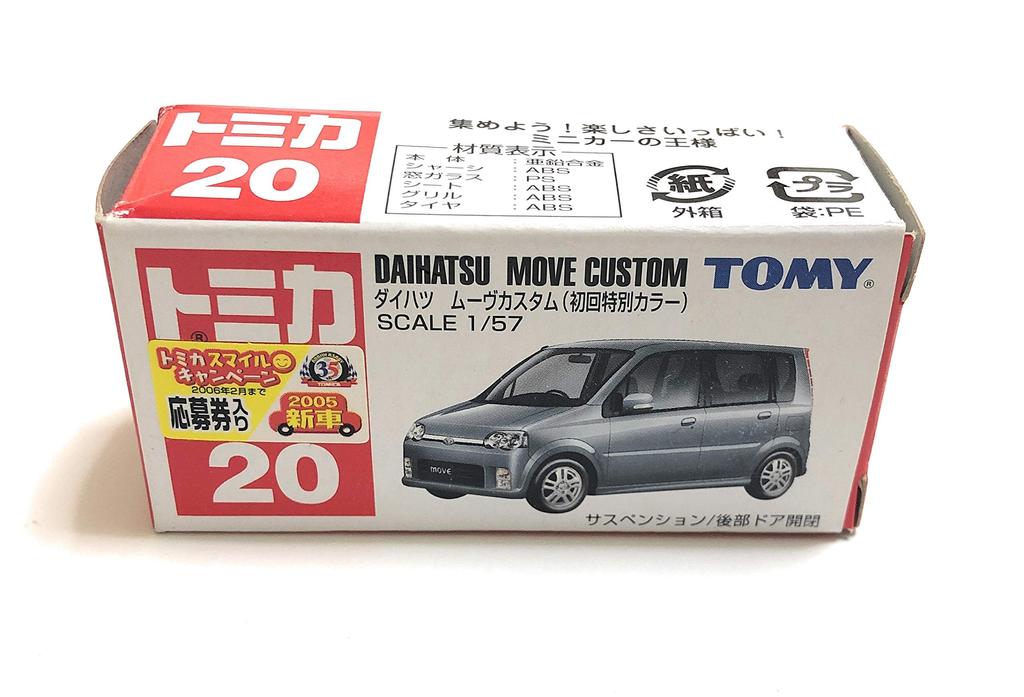 トミカ
20
集めよう！楽しさいっぱい！
ミニカーの王様
材質表示
本体：亜鉛合金
シャーシ：ABS
窓ガラス：PS
シート：ABS
グリル：ABS
タイヤ：ABS
紙
外箱
プラ
袋:PE
トミカ®
DAIHATSU MOVE CUSTOM
TOMY®
ダイハツ ムーヴカスタム(初回特別カラー)
SCALE 1/57
トミカスマイル
キャンペーン
2006年2月まで
応募券入り
35
TOMICA
2005
新車
20
move
サスペンション/後部ドア開閉